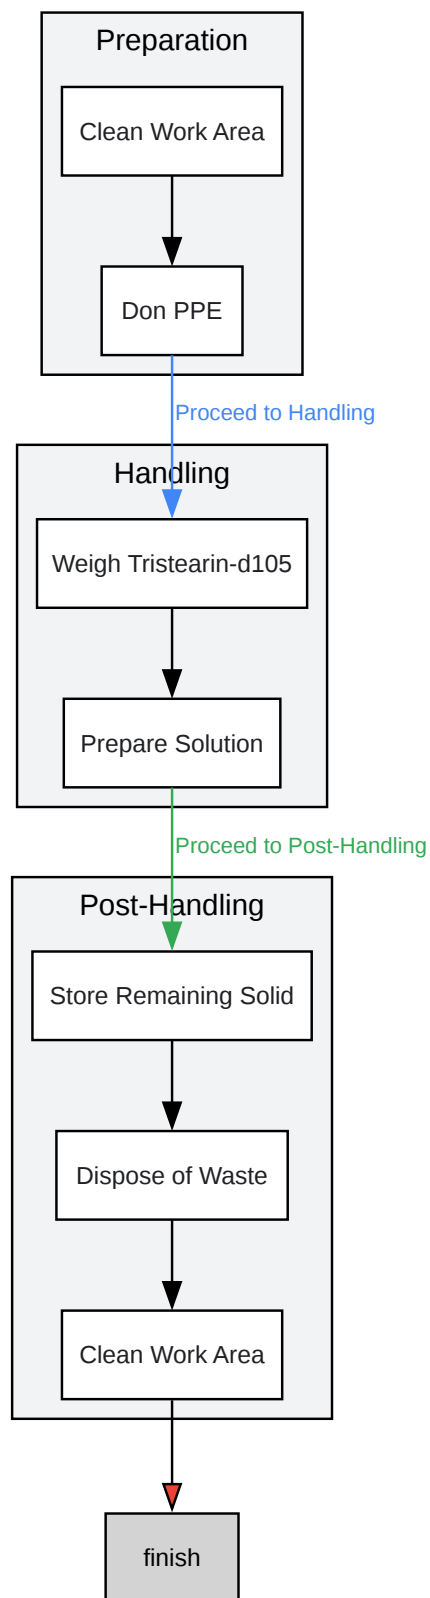 Preparation
Clean Work Area
Don PPE
Proceed to Handling
Handling
Weigh Tristearin-d105
Prepare Solution
Proceed to Post-Handling
Post-Handling
Store Remaining Solid
Dispose of Waste
Clean Work Area
finish